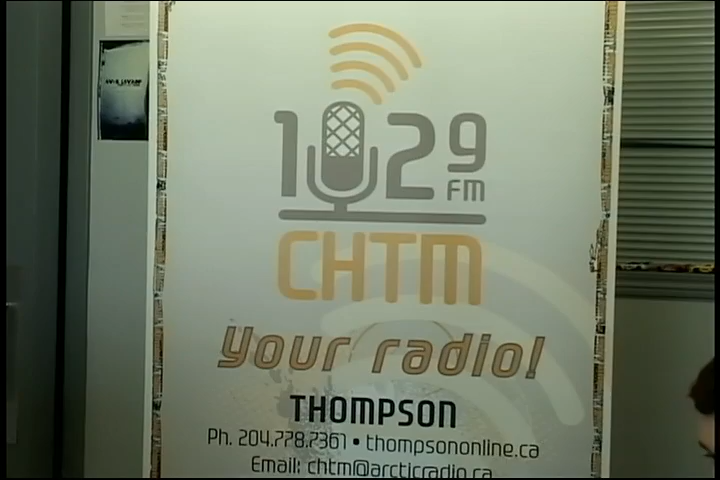 102.9
FM
CHTM
Your radio!
THOMPSON
Ph. 204.778.7361 • thompsononline.ca
Email: chtm@arcticradio.ca